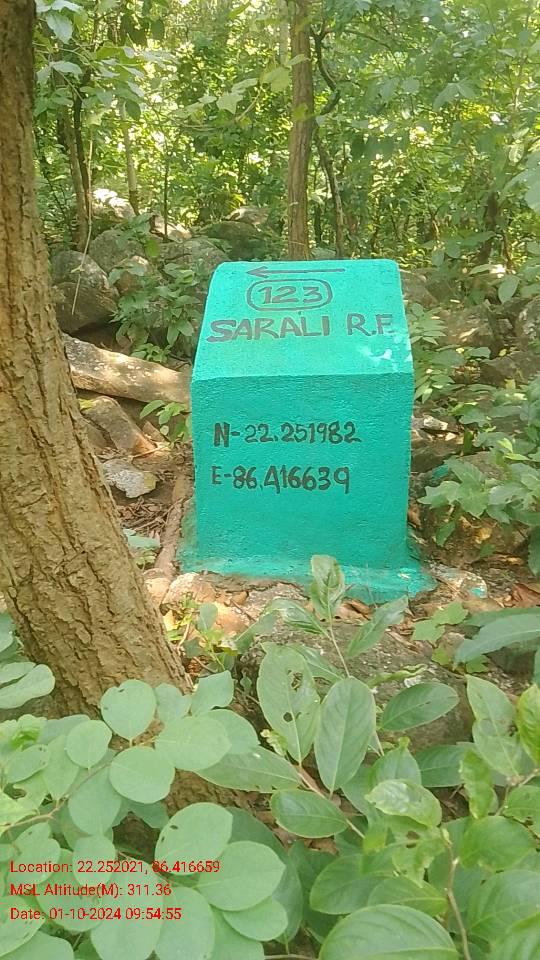 123
SARALI R.F
N-22.251982
E-86.416639
Location: 22.252021, 86.416659
MSL Altitude(M): 311.36
Date: 01-10-2024 09:54:55